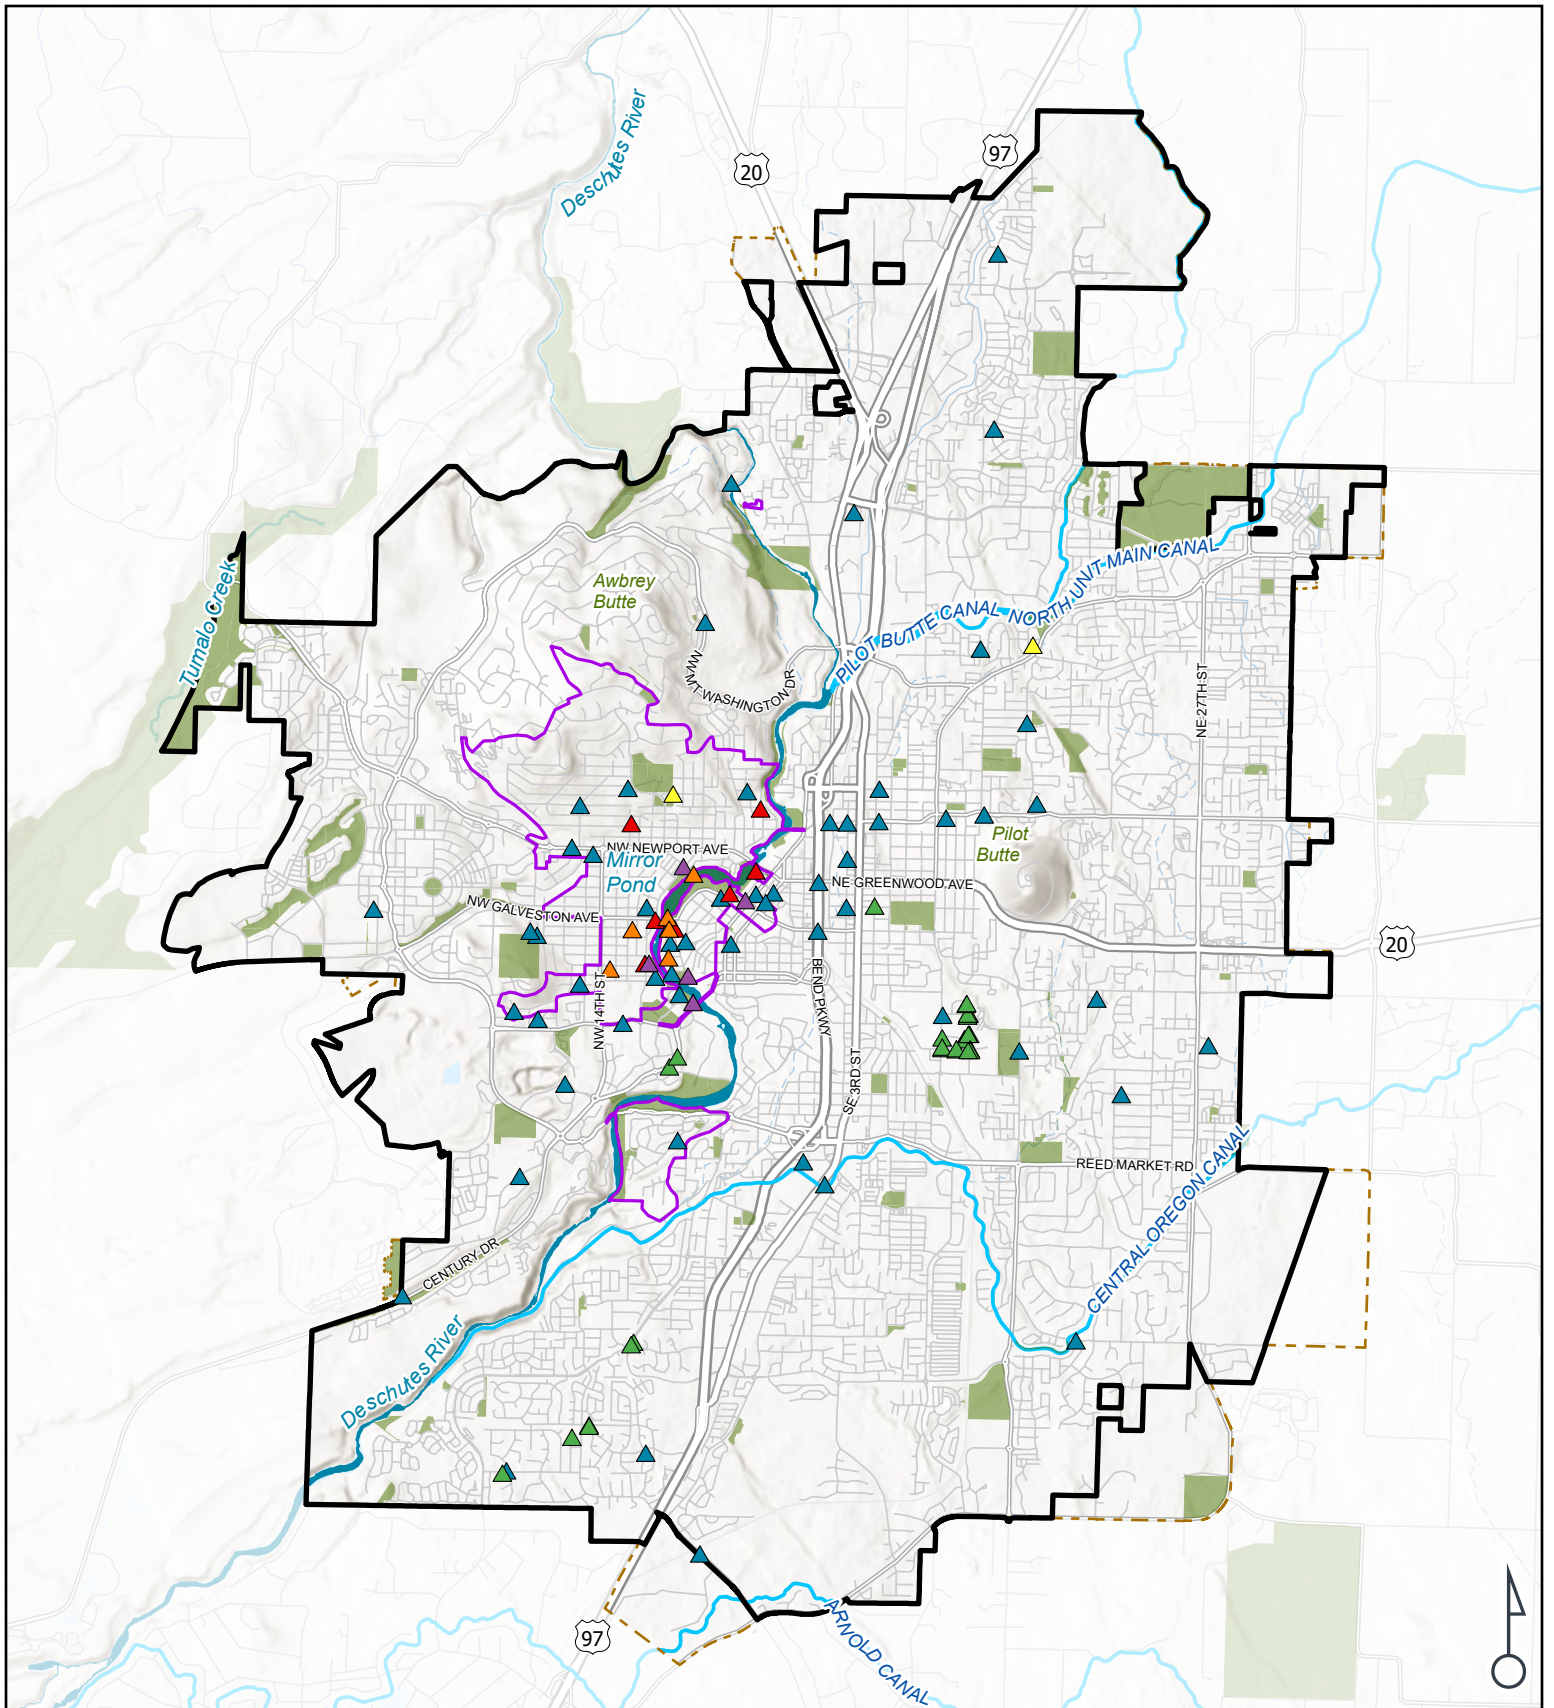 Deschutes River
20
97
Tumalo Creek
Awbrey
Butte
NW MT WASHINGTON DR
PILOT BUTTE CANAL
NORTH UNIT MAIN CANAL
NE 27TH ST
NW NEWPORT AVE
Mirror
Pond
Pilot
Butte
NE GREENWOOD AVE
NW GALVESTON AVE
20
NW 14TH ST
BEND PKWY
SE 3RD ST
REED MARKET RD
CENTRAL OREGON CANAL
CENTURY DR
Deschutes River
97
ARNOLD CANAL